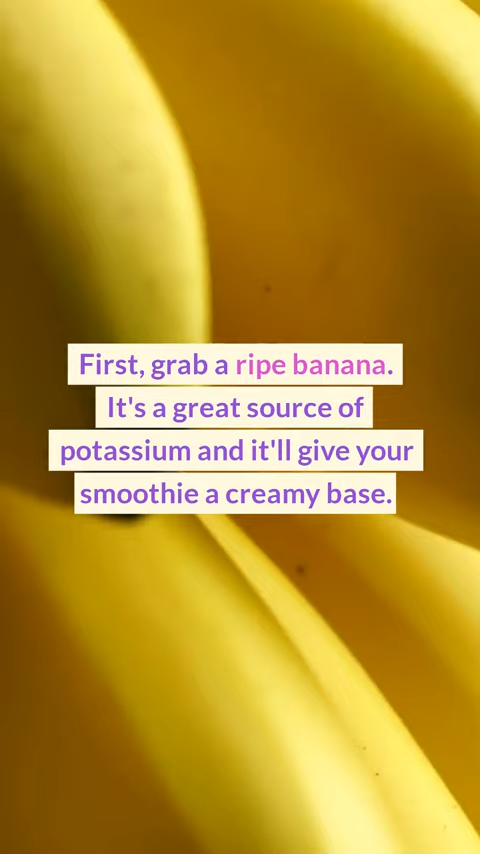 First, grab a ripe banana.
It's a great source of
potassium and it'll give your
smoothie a creamy base.